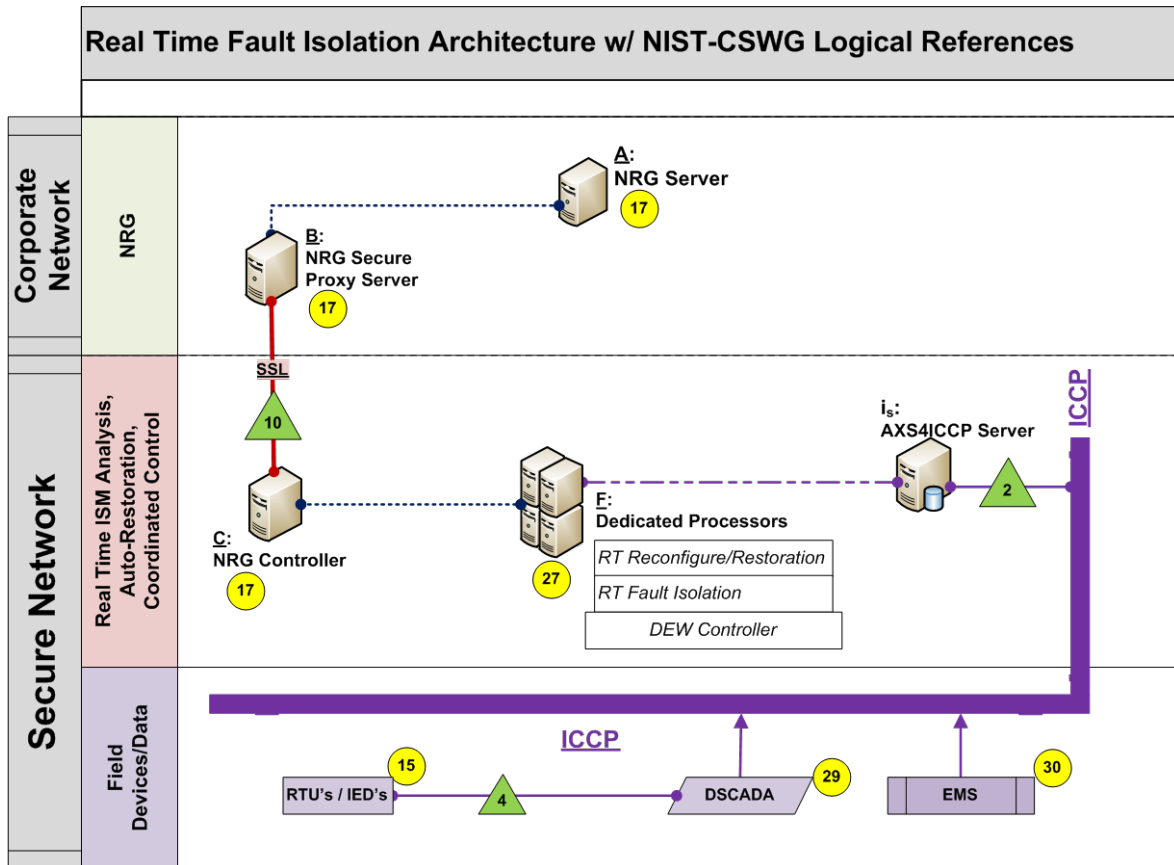 Real Time Fault Isolation Architecture w/ NIST-CSWG Logical References
Corporate
Network
NRG
A:
NRG Server
17
B:
NRG Secure
Proxy Server
17
SSL
10
Secure Network
Real Time ISM Analysis,
Auto-Restoration,
Coordinated Control
C:
NRG Controller
17
F:
Dedicated Processors
27
RT Reconfigure/Restoration
RT Fault Isolation
DEW Controller
is:
AXS4ICCP Server
2
ICCP
Field
Devices/Data
ICCP
RTU's / IED's
15
4
DSCADA
29
EMS
30